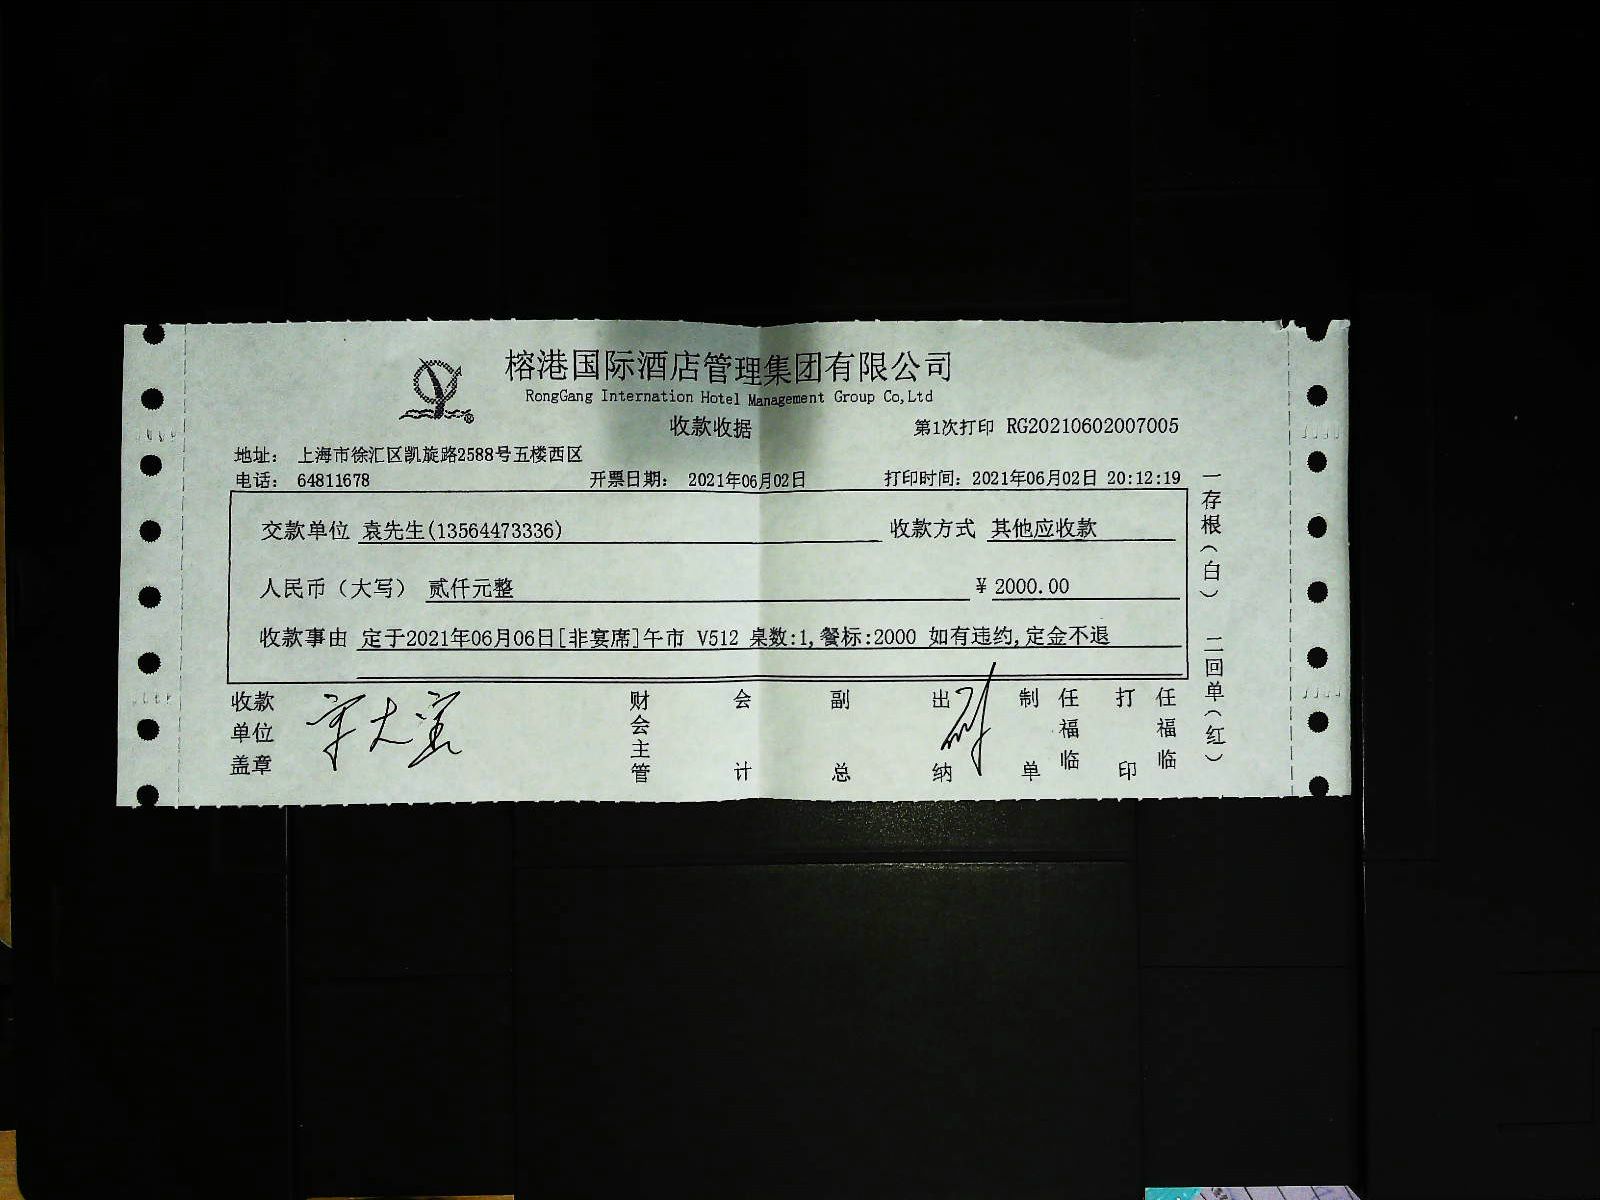 榕港国际酒店管理集团有限公司
RongGang Internation Hotel Management Group Co,Ltd
收款收据
第1次打印 RG20210602007005
地址： 上海市徐汇区凯旋路2588号五楼西区
电话： 64811678 开票日期： 2021年06月02日 打印时间：2021年06月02日 20:12:19
交款单位 袁先生(13564473336) 收款方式 其他应收款
人民币（大写） 贰仟元整 ￥2000.00
收款事由 定于2021年06月06日[非宴席]午市 V512 桌数:1,餐标:2000 如有违约,定金不退
收款单位盖章
财会主管
会计
副总
出纳
制单 任福临
打印 任福临
一存根（白） 二回单（红）